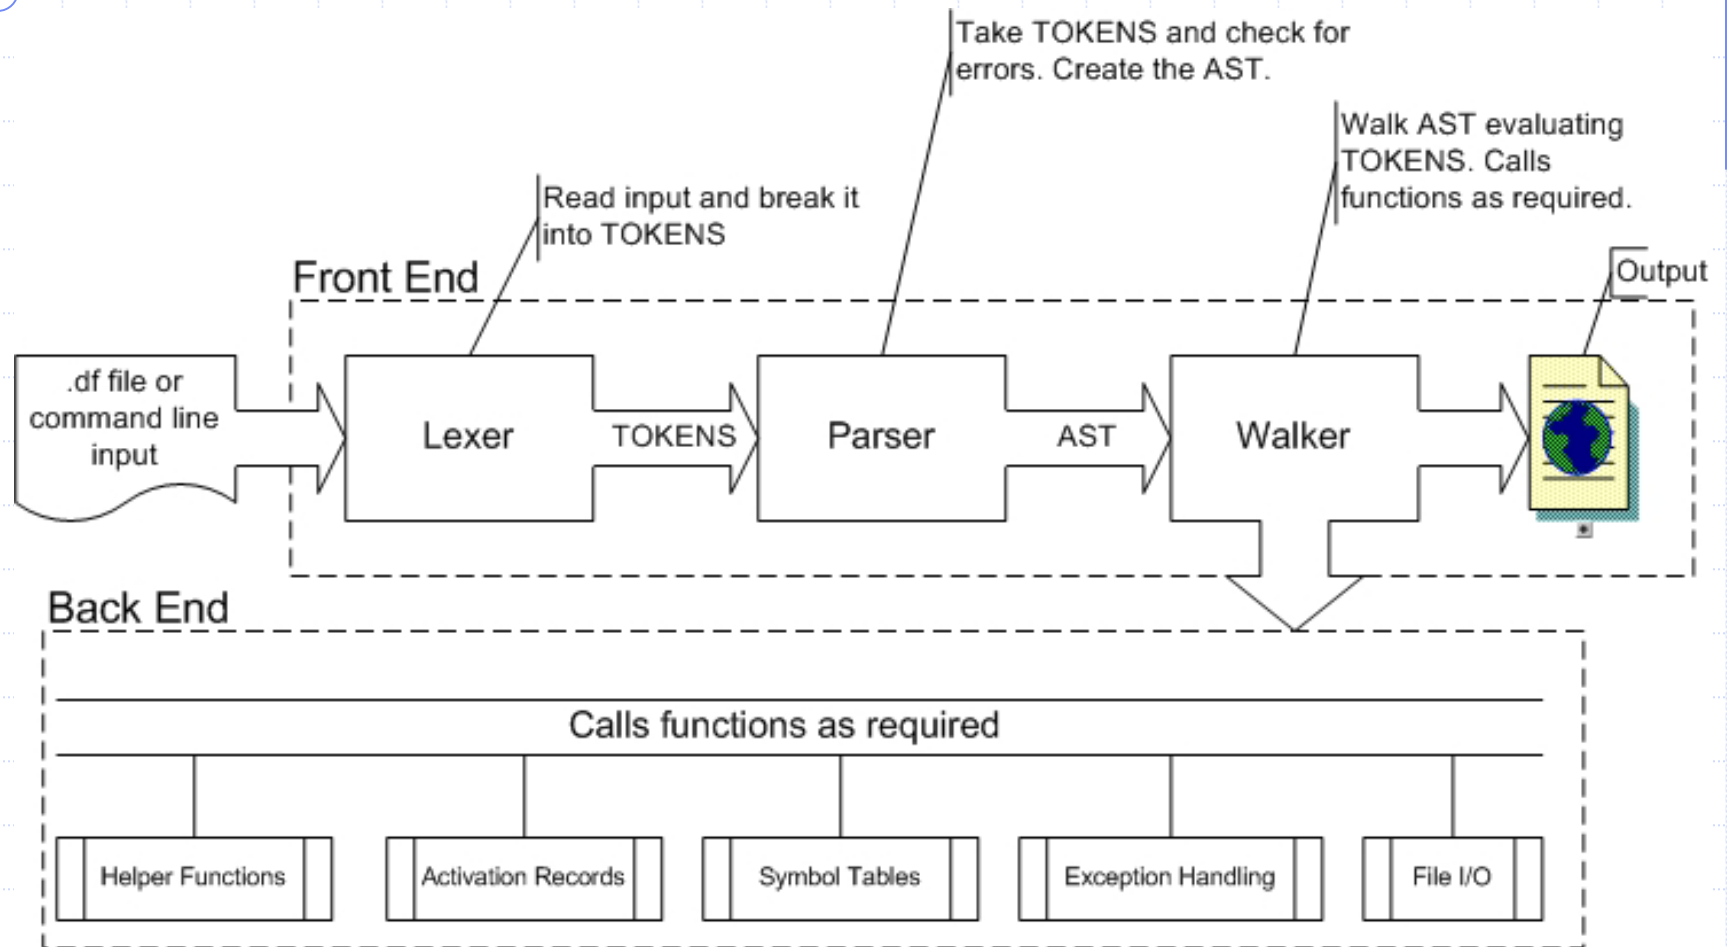 Take TOKENS and check for
errors. Create the AST.
Walk AST evaluating
TOKENS. Calls
functions as required.
Read input and break it
into TOKENS
Output
Front End
.df file or
command line
input
Lexer
TOKENS
Parser
AST
Walker
Back End
Calls functions as required
Helper Functions
Activation Records
Symbol Tables
Exception Handling
File I/O